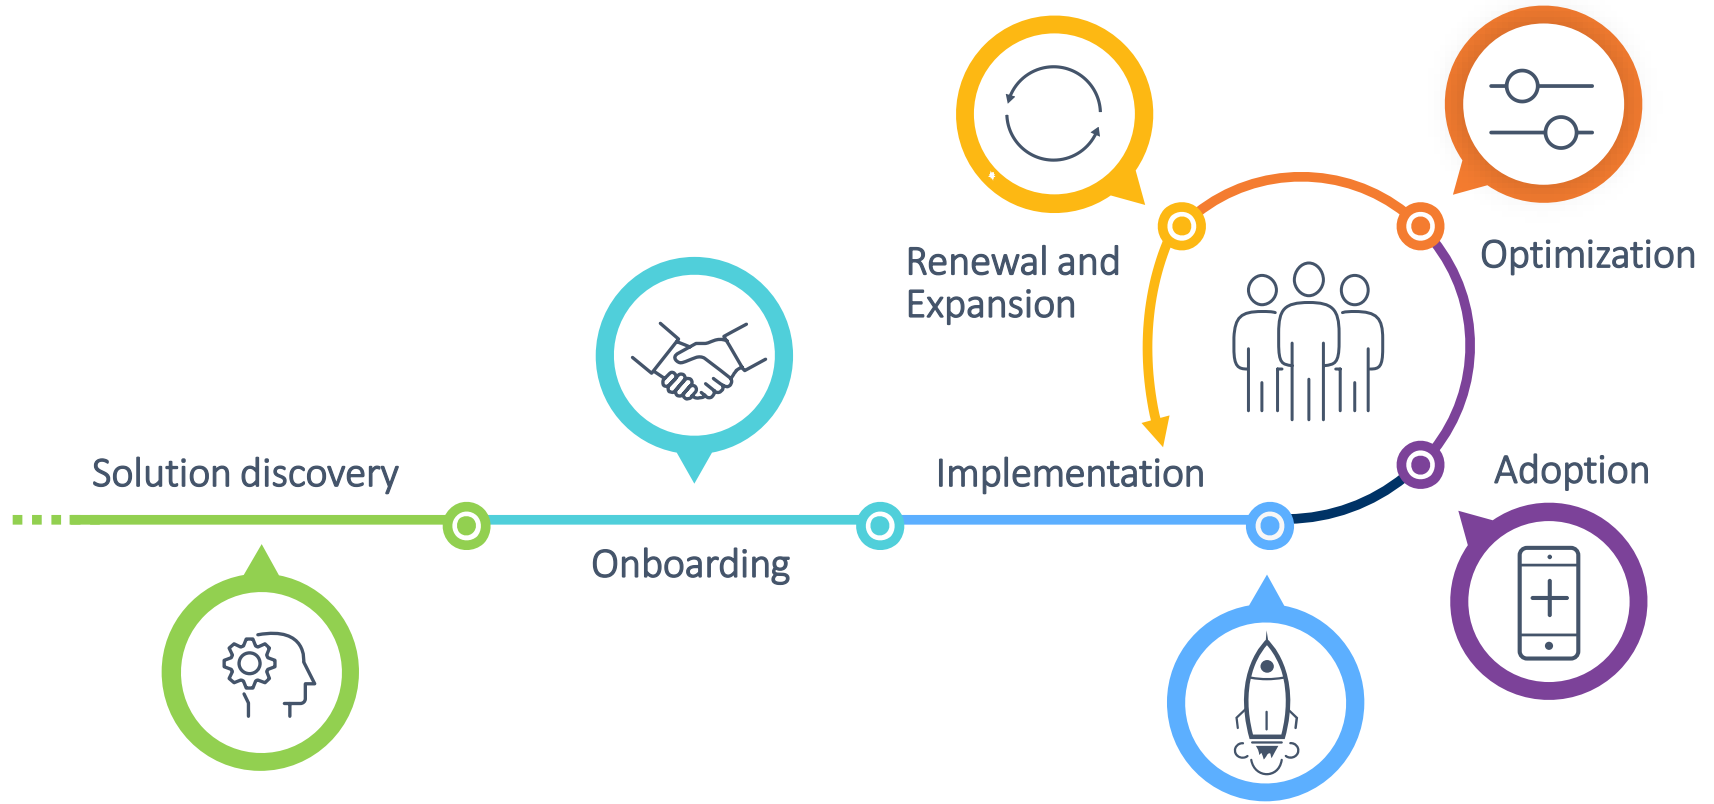 Solution discovery
Onboarding
Implementation
Adoption
Optimization
Renewal and
Expansion